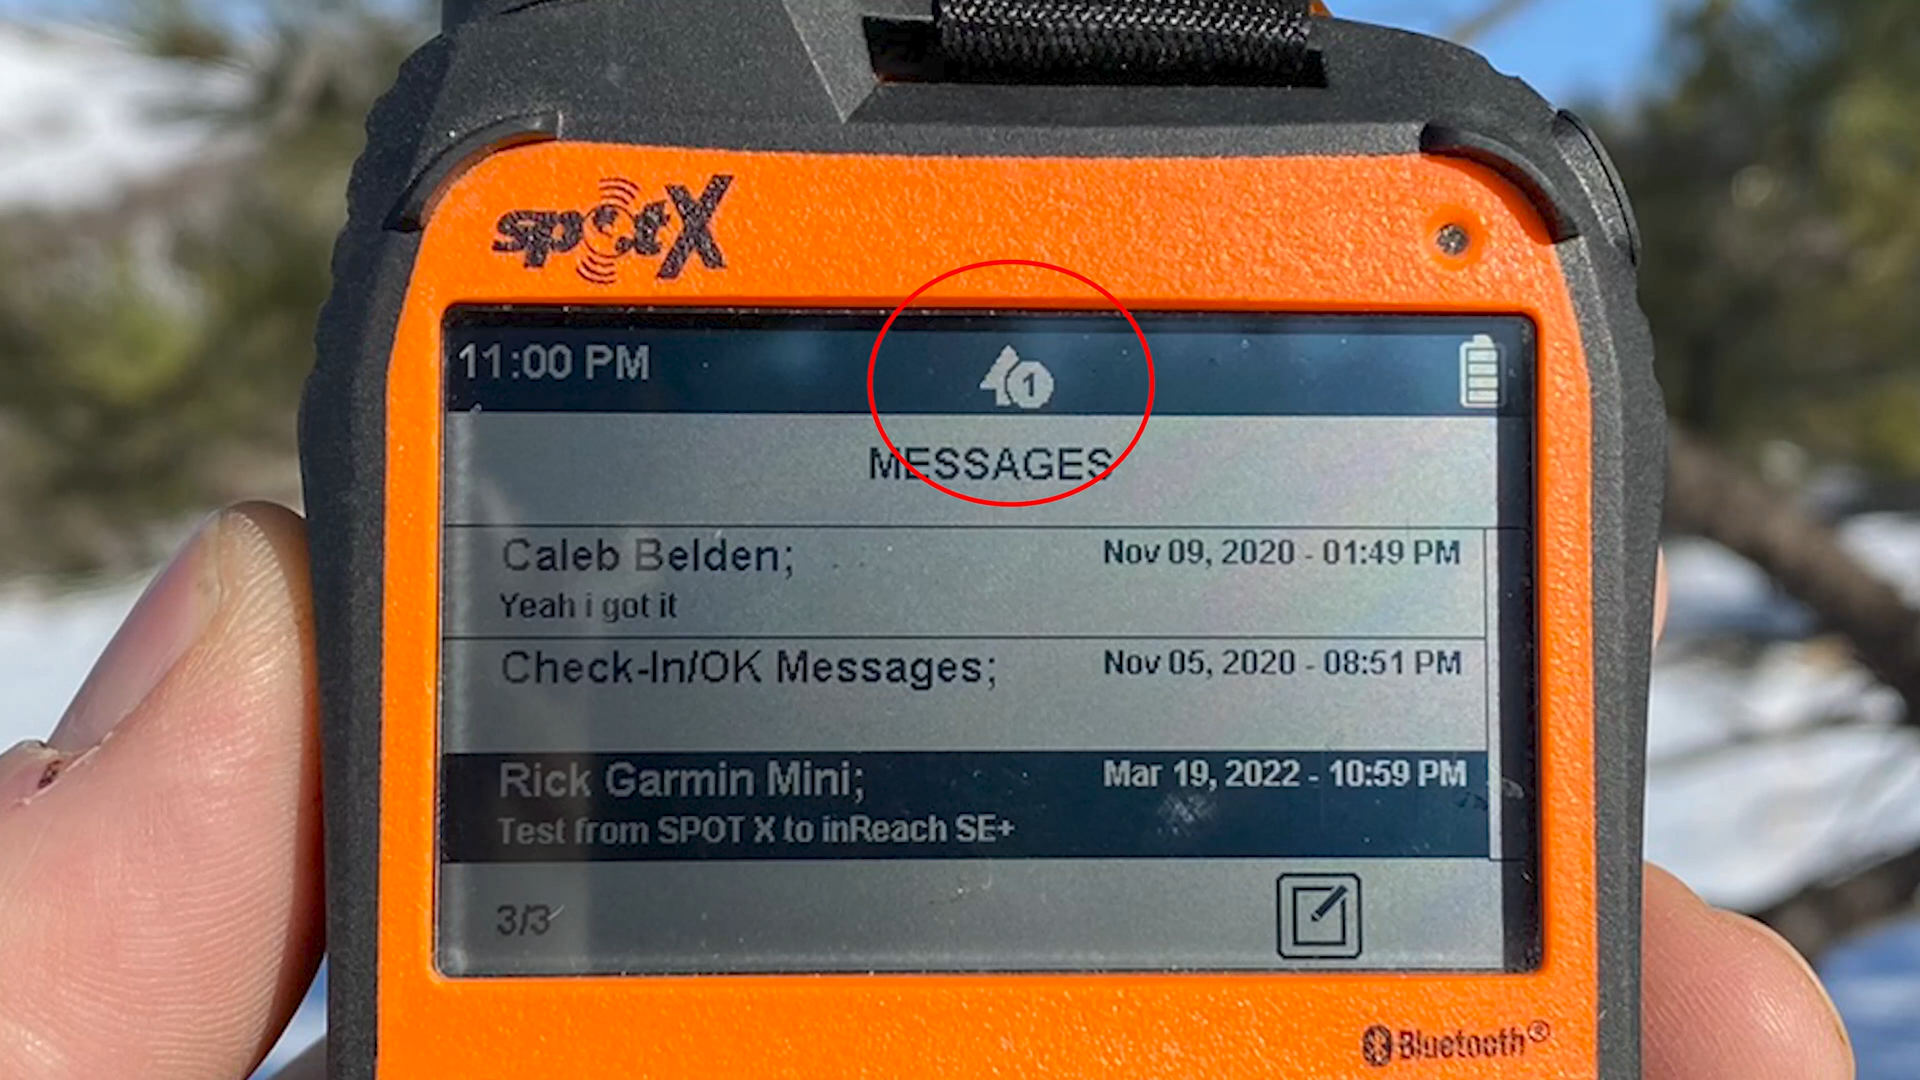 spot X
11:00 PM
1
MESSAGES
Caleb Belden; Nov 09, 2020 - 01:49 PM
Yeah i got it
Check-In/OK Messages; Nov 05, 2020 - 08:51 PM
Rick Garmin Mini; Mar 19, 2022 - 10:59 PM
Test from SPOT X to inReach SE+
3/3
Bluetooth®